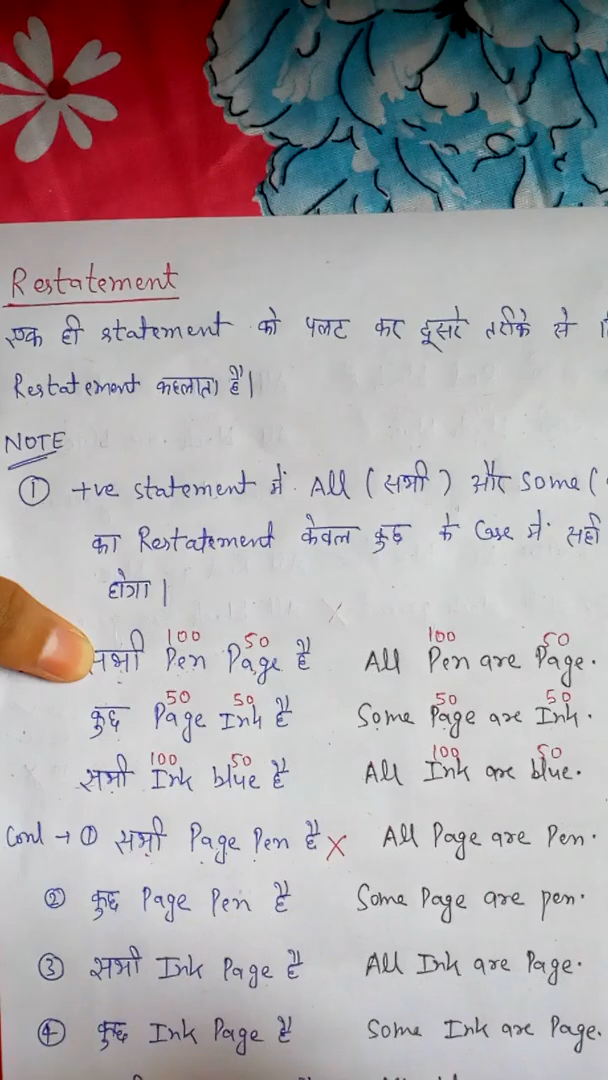 Restatement
एक ही statement को पलट कर दूसरे तरीके से
Restatement कहलाता है।
NOTE
① +ve statement में All (सभी) और Some (
का Restatement केवल कुछ के Case में सही
होगा।
×
100 50 100 50
सभी Pen Page है All Pen are Page.
50 50 50 50
कुछ Page Ink है Some Page are Ink.
100 50 100 50
सभी Ink blue है All Ink are blue.
Conl → ① सभी Page Pen है × All Page are Pen.
② कुछ Page Pen है Some Page are pen.
③ सभी Ink Page है All Ink are Page.
④ कुछ Ink Page है Some Ink are Page.